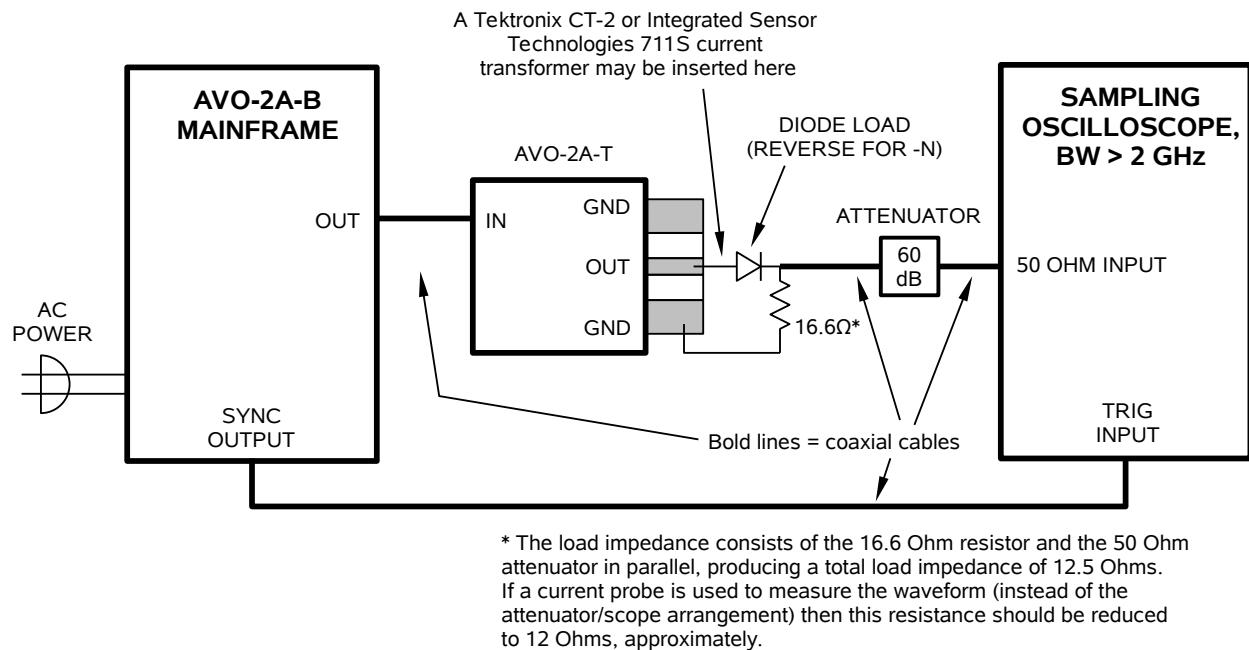 A Tektronix CT-2 or Integrated Sensor
Technologies 711S current
transformer may be inserted here
AVO-2A-B
MAINFRAME
SAMPLING
OSCILLOSCOPE,
BW > 2 GHz
DIODE LOAD
(REVERSE FOR -N)
AVO-2A-T
OUT
IN
GND
OUT
GND
ATTENUATOR
60
dB
50 OHM INPUT
16.6Ω*
AC
POWER
SYNC
OUTPUT
Bold lines = coaxial cables
TRIG
INPUT
* The load impedance consists of the 16.6 Ohm resistor and the 50 Ohm
attenuator in parallel, producing a total load impedance of 12.5 Ohms.
If a current probe is used to measure the waveform (instead of the
attenuator/scope arrangement) then this resistance should be reduced
to 12 Ohms, approximately.